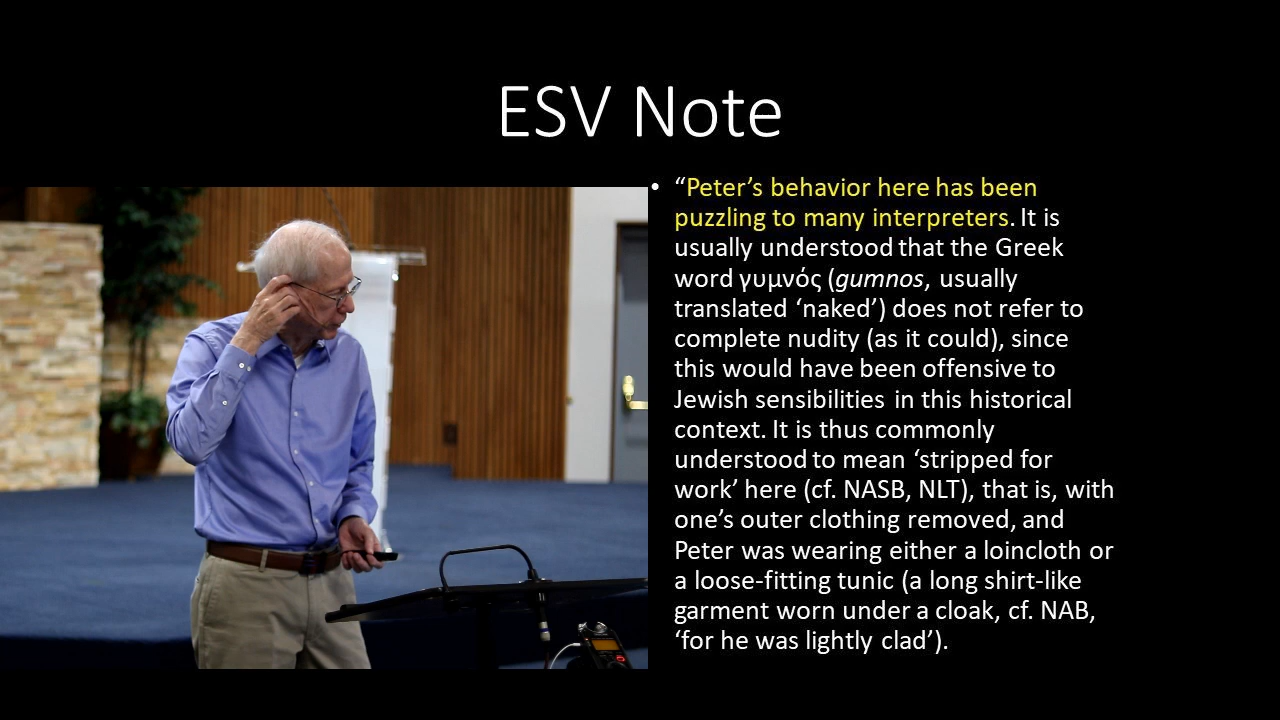 ESV Note
• “Peter’s behavior here has been
puzzling to many interpreters. It is
usually understood that the Greek
word γυμνός (gumnos, usually
translated ‘naked’) does not refer to
complete nudity (as it could), since
this would have been offensive to
Jewish sensibilities in this historical
context. It is thus commonly
understood to mean ‘stripped for
work’ here (cf. NASB, NLT), that is, with
one’s outer clothing removed, and
Peter was wearing either a loincloth or
a loose-fitting tunic (a long shirt-like
garment worn under a cloak, cf. NAB,
‘for he was lightly clad’).